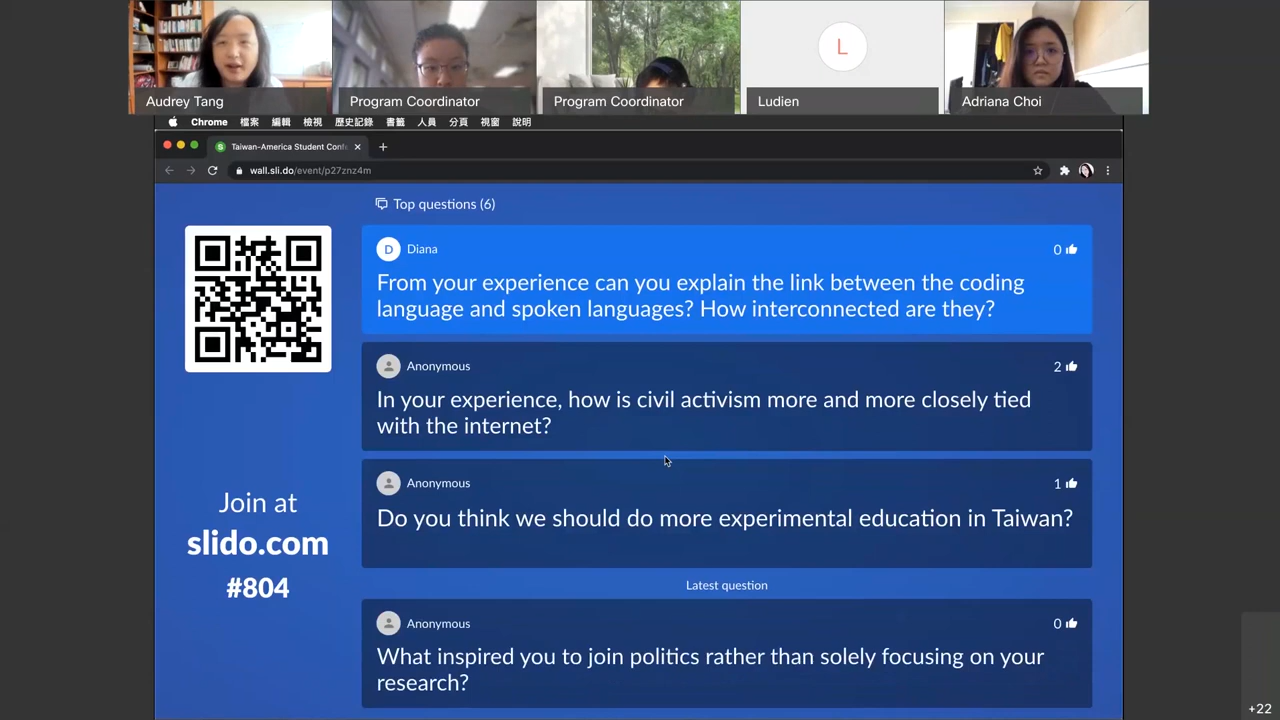 Audrey Tang
Program Coordinator
Program Coordinator
L
Ludien
Adriana Choi
Chrome 檔案 編輯 檢視 歷史記錄 書籤 人員 分頁 視窗 說明
S Taiwan-America Student Conf
wall.sli.do/event/p27znz4m
Top questions (6)
D Diana 0
From your experience can you explain the link between the coding
language and spoken languages? How interconnected are they?
Anonymous 2
In your experience, how is civil activism more and more closely tied
with the internet?
Anonymous 1
Do you think we should do more experimental education in Taiwan?
Join at
slido.com
#804
Latest question
Anonymous 0
What inspired you to join politics rather than solely focusing on your
research?
+22